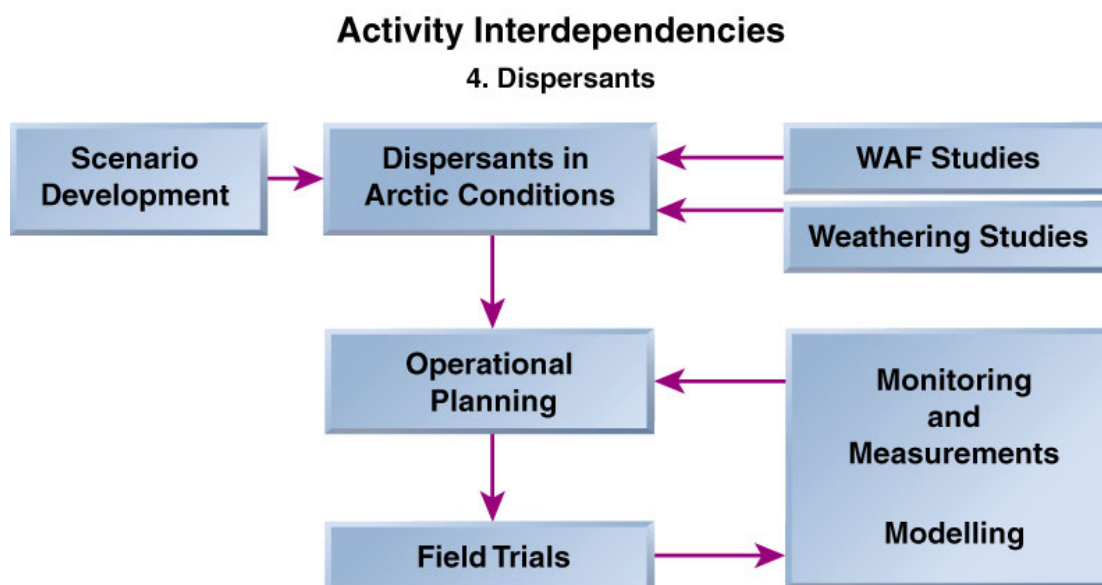 Activity Interdependencies
4. Dispersants
Scenario
Development
Dispersants in
Arctic Conditions
WAF Studies
Weathering Studies
Operational
Planning
Monitoring
and
Measurements
Modelling
Field Trials